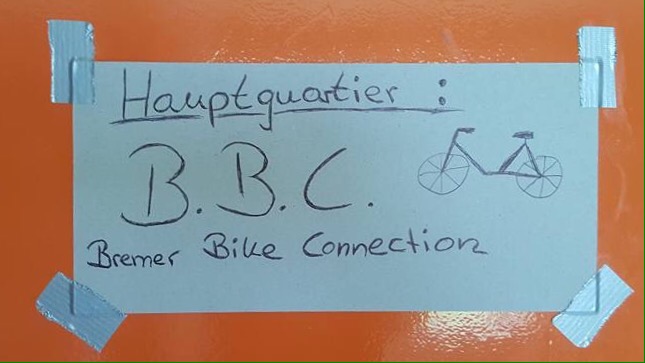 Hauptquartier :
B.B.C.
Bremer Bike Connection